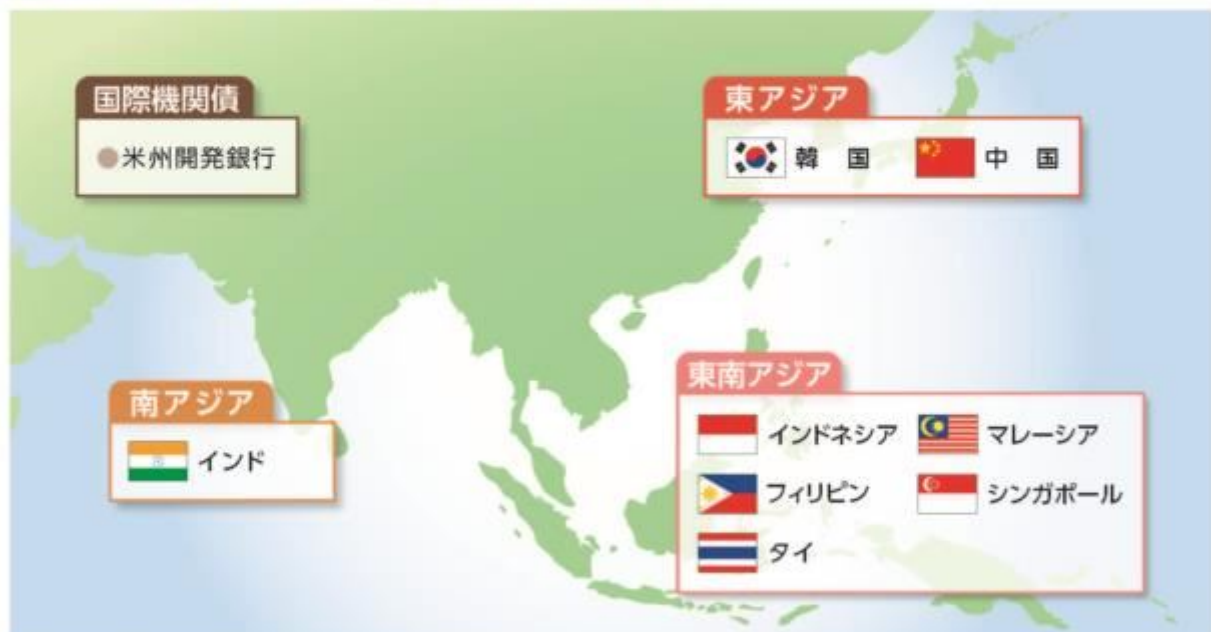 国際機関債
●米州開発銀行
東アジア
韓　国　中　国
南アジア
インド
東南アジア
インドネシア　マレーシア
フィリピン　シンガポール
タイ